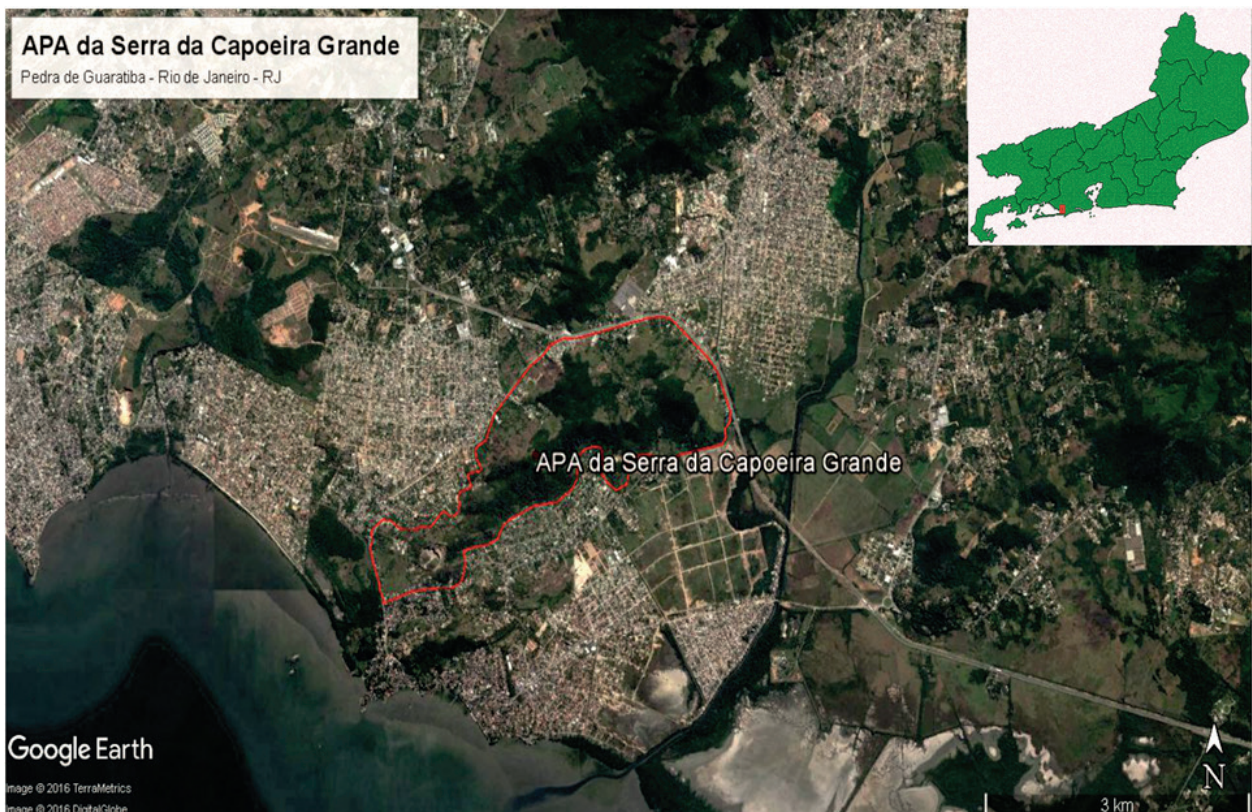 APA da Serra da Capoeira Grande
Pedra de Guaratiba - Rio de Janeiro - RJ
APA da Serra da Capoeira Grande
Google Earth
Image © 2016 TerraMetrics
Image © 2016 DigitalGlobe
N
3 km